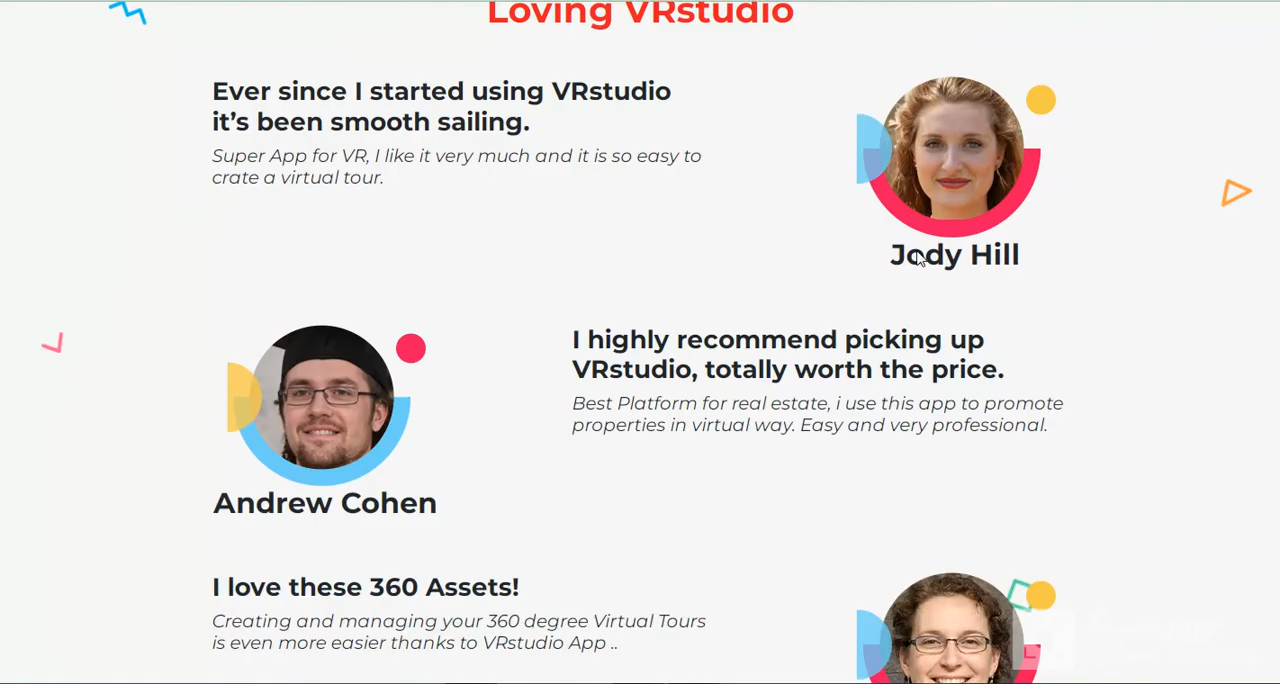 Loving VRstudio
Ever since I started using VRstudio
it’s been smooth sailing.
Super App for VR, I like it very much and it is so easy to
crate a virtual tour.
Jody Hill
I highly recommend picking up
VRstudio, totally worth the price.
Best Platform for real estate, i use this app to promote
properties in virtual way. Easy and very professional.
Andrew Cohen
I love these 360 Assets!
Creating and managing your 360 degree Virtual Tours
is even more easier thanks to VRstudio App ..